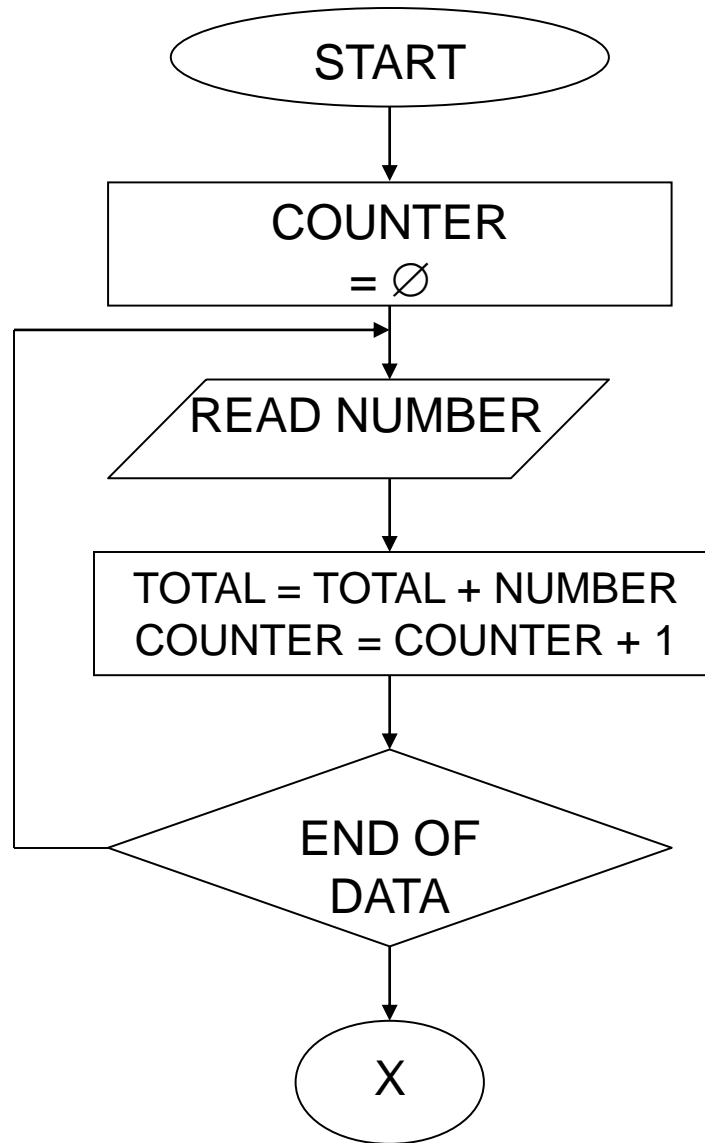 START
COUNTER
= ∅
READ NUMBER
TOTAL = TOTAL + NUMBER
COUNTER = COUNTER + 1
END OF
DATA
X